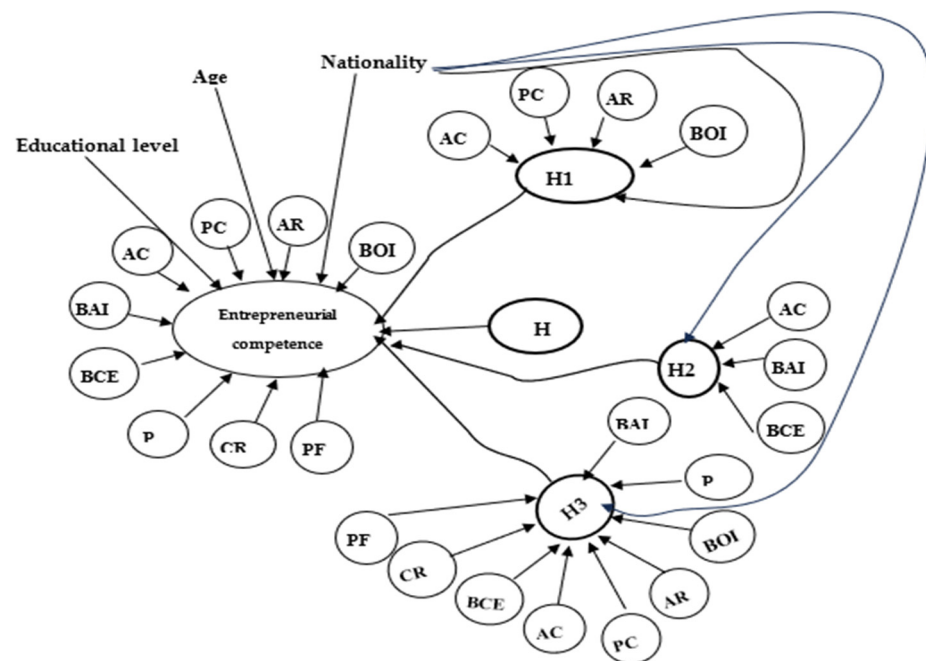 Nationality
Age
Educational level
PC
AR
AC
BOI
H1
PC
AR
AC
BOI
BAI
Entrepreneurial
competence
H
AC
BCE
H2
BAI
P
CR
PF
BAI
BCE
P
H3
PF
BOI
CR
BCE
AR
AC
PC